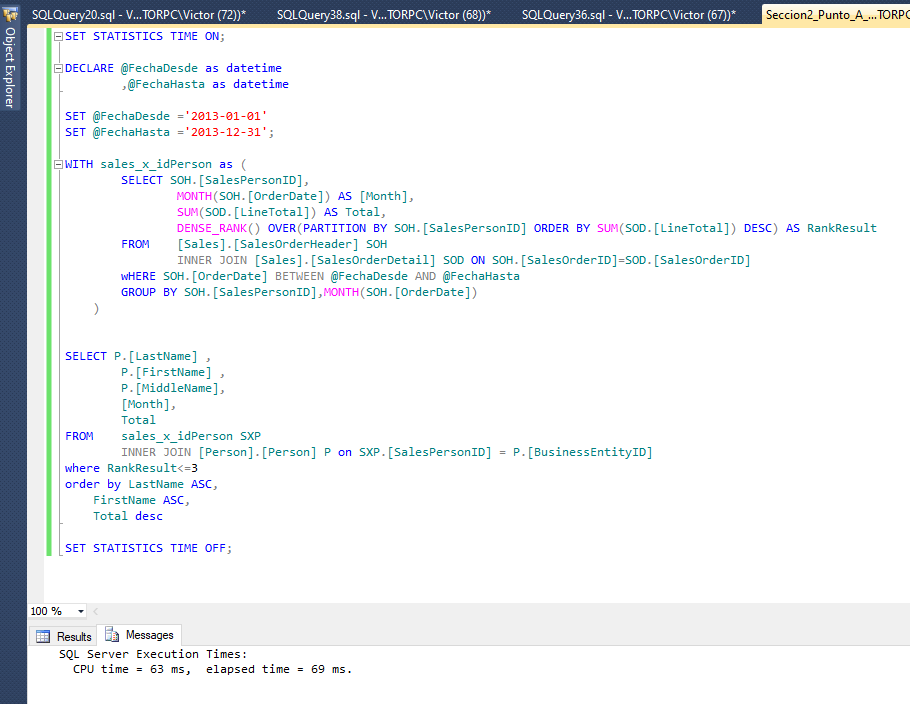 SQLQuery20.sql - V...TORPC\Victor (72))* SQLQuery38.sql - V...TORPC\Victor (68))* SQLQuery36.sql - V...TORPC\Victor (67))* Seccion2_Punto_A_...TORPC
Object Explorer
SET STATISTICS TIME ON;
DECLARE @FechaDesde as datetime
,@FechaHasta as datetime
SET @FechaDesde ='2013-01-01'
SET @FechaHasta ='2013-12-31';
WITH sales_x_idPerson as (
SELECT SOH.[SalesPersonID],
MONTH(SOH.[OrderDate]) AS [Month],
SUM(SOD.[LineTotal]) AS Total,
DENSE_RANK() OVER(PARTITION BY SOH.[SalesPersonID] ORDER BY SUM(SOD.[LineTotal]) DESC) AS RankResult
FROM [Sales].[SalesOrderHeader] SOH
INNER JOIN [Sales].[SalesOrderDetail] SOD ON SOH.[SalesOrderID]=SOD.[SalesOrderID]
wHERE SOH.[OrderDate] BETWEEN @FechaDesde AND @FechaHasta
GROUP BY SOH.[SalesPersonID],MONTH(SOH.[OrderDate])
)
SELECT P.[LastName] ,
P.[FirstName] ,
P.[MiddleName],
[Month],
Total
FROM sales_x_idPerson SXP
INNER JOIN [Person].[Person] P on SXP.[SalesPersonID] = P.[BusinessEntityID]
where RankResult<=3
order by LastName ASC,
FirstName ASC,
Total desc
SET STATISTICS TIME OFF;
100 %
Results Messages
SQL Server Execution Times:
CPU time = 63 ms, elapsed time = 69 ms.